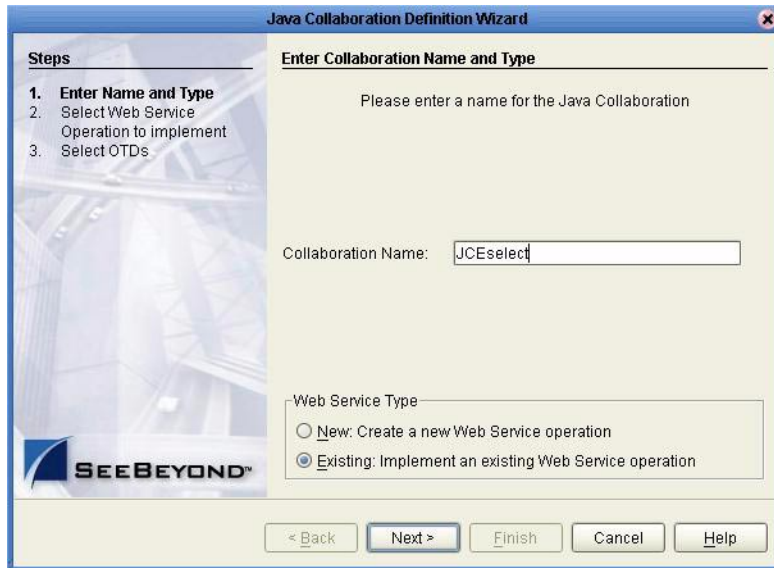 Java Collaboration Definition Wizard
Steps
1. Enter Name and Type
2. Select Web Service
Operation to implement
3. Select OTDs
SEEBEYOND™
Enter Collaboration Name and Type
Please enter a name for the Java Collaboration
Collaboration Name: JCEselect
Web Service Type
New: Create a new Web Service operation
Existing: Implement an existing Web Service operation
< Back Next > Finish Cancel Help